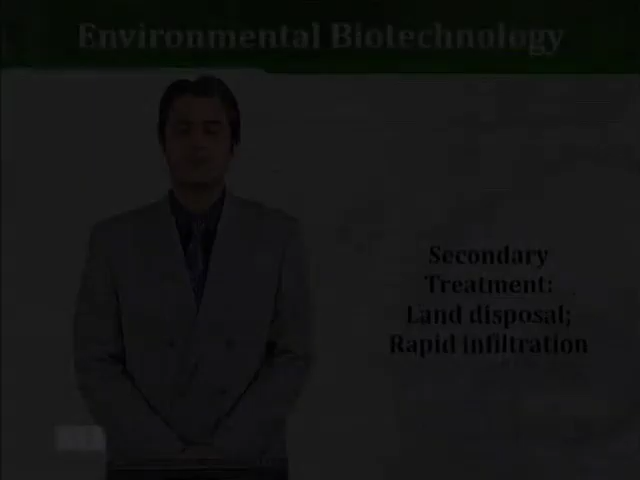 Environmental Biotechnology
Secondary
Treatment:
Land disposal;
Rapid infiltration